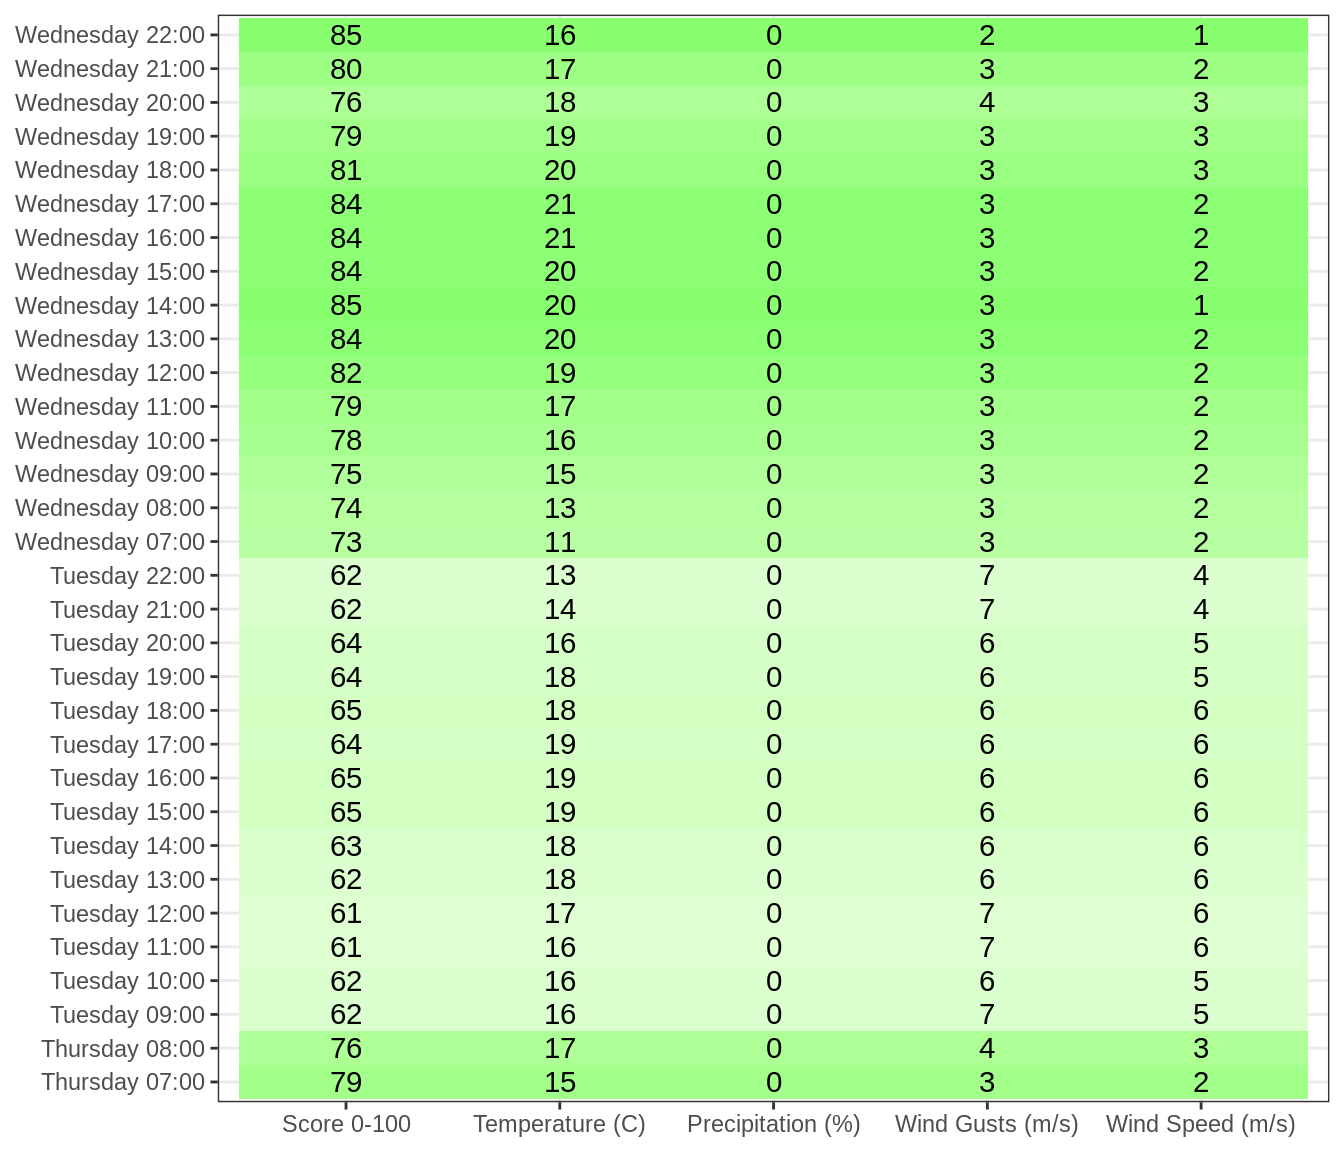 Wednesday 22:00 85 16 0 2 1
Wednesday 21:00 80 17 0 3 2
Wednesday 20:00 76 18 0 4 3
Wednesday 19:00 79 19 0 3 3
Wednesday 18:00 81 20 0 3 3
Wednesday 17:00 84 21 0 3 2
Wednesday 16:00 84 21 0 3 2
Wednesday 15:00 84 20 0 3 2
Wednesday 14:00 85 20 0 3 1
Wednesday 13:00 84 20 0 3 2
Wednesday 12:00 82 19 0 3 2
Wednesday 11:00 79 17 0 3 2
Wednesday 10:00 78 16 0 3 2
Wednesday 09:00 75 15 0 3 2
Wednesday 08:00 74 13 0 3 2
Wednesday 07:00 73 11 0 3 2
Tuesday 22:00 62 13 0 7 4
Tuesday 21:00 62 14 0 7 4
Tuesday 20:00 64 16 0 6 5
Tuesday 19:00 64 18 0 6 5
Tuesday 18:00 65 18 0 6 6
Tuesday 17:00 64 19 0 6 6
Tuesday 16:00 65 19 0 6 6
Tuesday 15:00 65 19 0 6 6
Tuesday 14:00 63 18 0 6 6
Tuesday 13:00 62 18 0 6 6
Tuesday 12:00 61 17 0 7 6
Tuesday 11:00 61 16 0 7 6
Tuesday 10:00 62 16 0 6 5
Tuesday 09:00 62 16 0 7 5
Thursday 08:00 76 17 0 4 3
Thursday 07:00 79 15 0 3 2
Score 0-100 Temperature (C) Precipitation (%) Wind Gusts (m/s) Wind Speed (m/s)